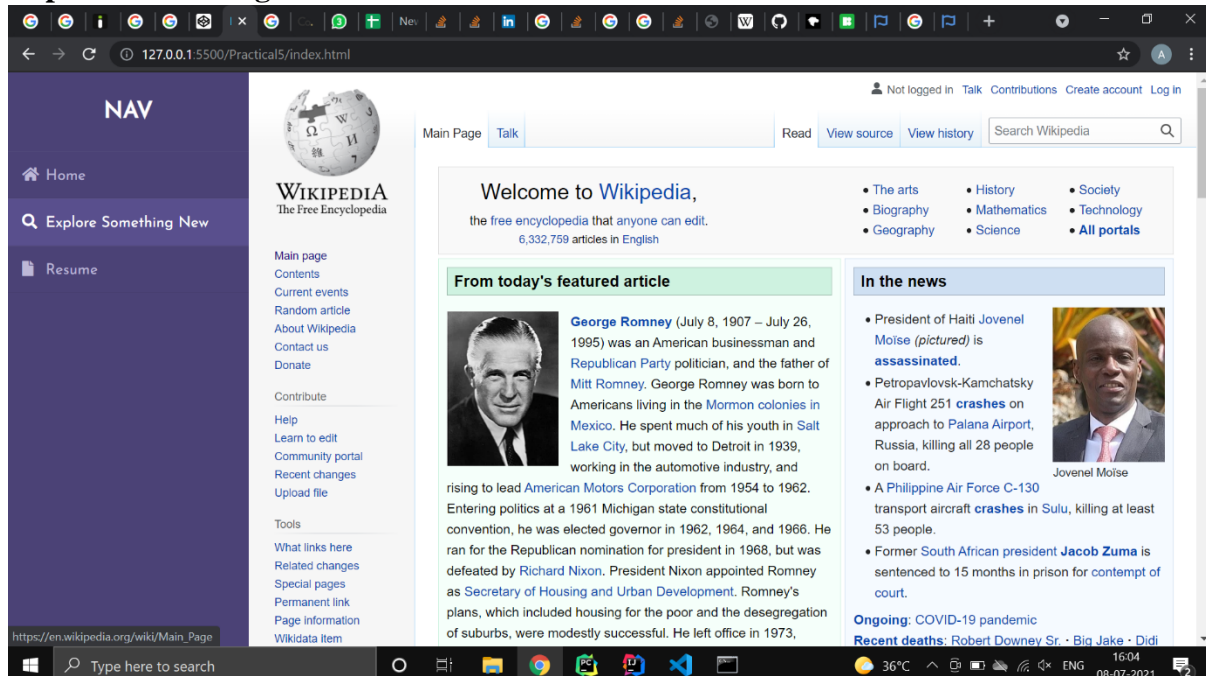 Ne
127.0.0.1:5500/Practical5/index.html
NAV
Home
Explore Something New
Resume
https://en.wikipedia.org/wiki/Main_Page
WIKIPEDIA
The Free Encyclopedia
Main page
Contents
Current events
Random article
About Wikipedia
Contact us
Donate
Contribute
Help
Learn to edit
Community portal
Recent changes
Upload file
Tools
What links here
Related changes
Special pages
Permanent link
Page information
Wikidata Item
Not logged in Talk Contributions Create account Log in
Main Page Talk Read View source View history Search Wikipedia
Welcome to Wikipedia,
the free encyclopedia that anyone can edit.
6,332,759 articles in English
• The arts
• Biography
• Geography
• History
• Mathematics
• Science
• Society
• Technology
• All portals
From today's featured article
George Romney (July 8, 1907 – July 26,
1995) was an American businessman and
Republican Party politician, and the father of
Mitt Romney. George Romney was born to
Americans living in the Mormon colonies in
Mexico. He spent much of his youth in Salt
Lake City, but moved to Detroit in 1939,
working in the automotive industry, and
rising to lead American Motors Corporation from 1954 to 1962.
Entering politics at a 1961 Michigan state constitutional
convention, he was elected governor in 1962, 1964, and 1966. He
ran for the Republican nomination for president in 1968, but was
defeated by Richard Nixon. President Nixon appointed Romney
as Secretary of Housing and Urban Development. Romney's
plans, which included housing for the poor and the desegregation
of suburbs, were modestly successful. He left office in 1973,
In the news
• President of Haiti Jovenel
Moïse (pictured) is
assassinated.
• Petropavlovsk-Kamchatsky
Air Flight 251 crashes on
approach to Palana Airport,
Russia, killing all 28 people
on board.
Jovenel Moïse
• A Philippine Air Force C-130
transport aircraft crashes in Sulu, killing at least
53 people.
• Former South African president Jacob Zuma is
sentenced to 15 months in prison for contempt of
court.
Ongoing: COVID-19 pandemic
Recent deaths: Robert Downey Sr. · Big Jake · Didi
Type here to search
36°C ENG 16:04
08-07-2021